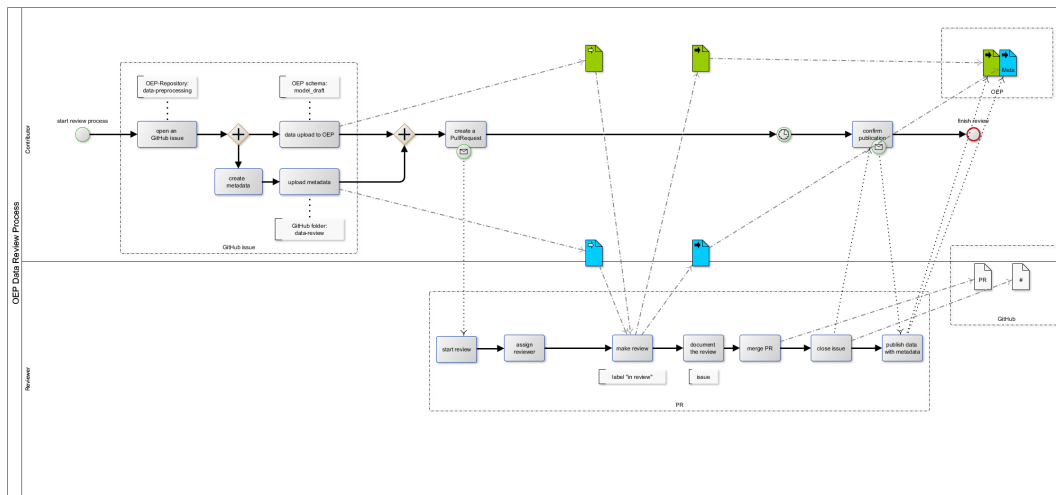 OEP Data Review Process
Contributor
Reviewer
start review process
OEP-Repository:
data-preprocessing
OEP schema:
model_draft
open an
GitHub issue
data upload to OEP
create
metadata
upload metadata
GitHub folder:
data-review
GitHub issue
create a
PullRequest
confirm
publication
finish review
Meta
OEP
PR
#
GitHub
start review
assign
reviewer
make review
document
the review
merge PR
close issue
publish data
with metadata
label "in review"
issue
PR